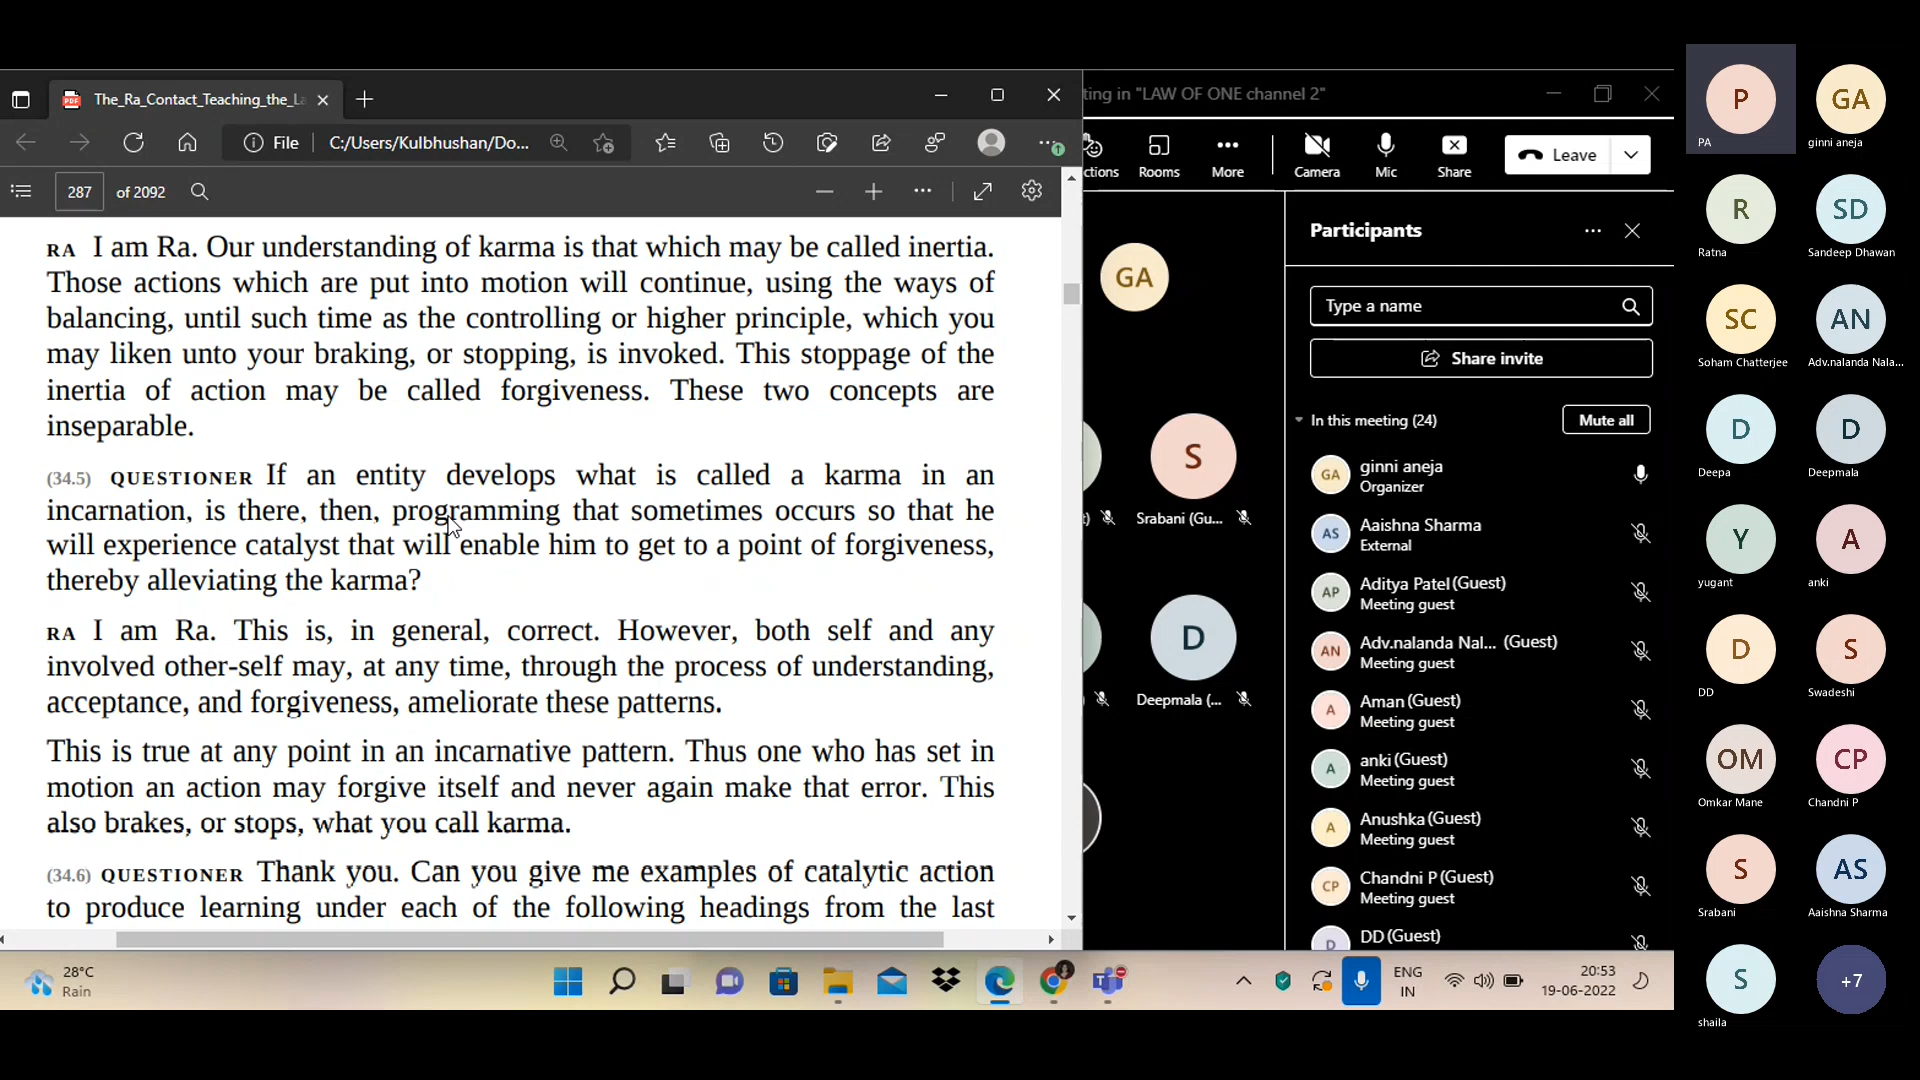 The_Ra_Contact_Teaching_the_La
ting in "LAW OF ONE channel 2"
File
C:/Users/Kulbhushan/Do...
287
of 2092
ctions
Rooms
More
Camera
Mic
Share
Leave
RA I am Ra. Our understanding of karma is that which may be called inertia.
Those actions which are put into motion will continue, using the ways of
balancing, until such time as the controlling or higher principle, which you
may liken unto your braking, or stopping, is invoked. This stoppage of the
inertia of action may be called forgiveness. These two concepts are
inseparable.
(34.5) QUESTIONER If an entity develops what is called a karma in an
incarnation, is there, then, programming that sometimes occurs so that he
will experience catalyst that will enable him to get to a point of forgiveness,
thereby alleviating the karma?
RA I am Ra. This is, in general, correct. However, both self and any
involved other-self may, at any time, through the process of understanding,
acceptance, and forgiveness, ameliorate these patterns.
This is true at any point in an incarnative pattern. Thus one who has set in
motion an action may forgive itself and never again make that error. This
also brakes, or stops, what you call karma.
(34.6) QUESTIONER Thank you. Can you give me examples of catalytic action
to produce learning under each of the following headings from the last
GA
S
Srabani (Gu...
D
Deepmala (...
Participants
Type a name
Share invite
In this meeting (24)
Mute all
GA
ginni aneja
Organizer
AS
Aaishna Sharma
External
AP
Aditya Patel (Guest)
Meeting guest
AN
Adv.nalanda Nal... (Guest)
Meeting guest
A
Aman (Guest)
Meeting guest
A
anki (Guest)
Meeting guest
A
Anushka (Guest)
Meeting guest
CP
Chandni P (Guest)
Meeting guest
D
DD (Guest)
P
PA
GA
ginni aneja
R
Ratna
SD
Sandeep Dhawan
SC
Soham Chatterjee
AN
Adv.nalanda Nala...
D
Deepa
D
Deepmala
Y
yugant
A
anki
D
DD
S
Swadeshi
OM
Omkar Mane
CP
Chandni P
S
Srabani
AS
Aaishna Sharma
S
shaila
+7
28°C
Rain
ENG
IN
20:53
19-06-2022